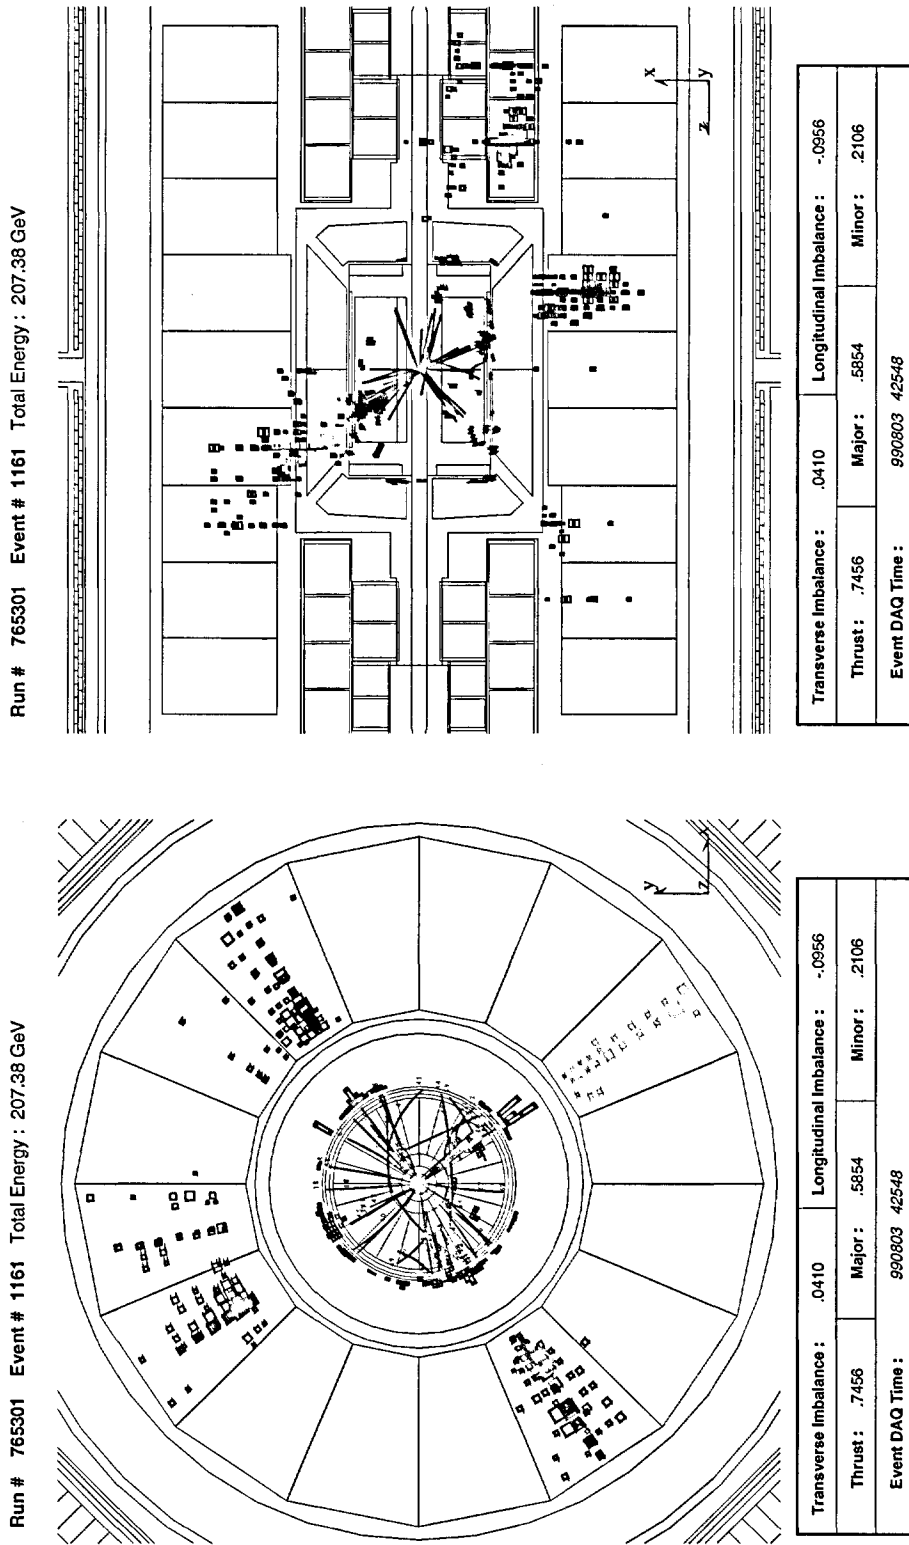 Run # 765301 Event # 1161 Total Energy : 207.38 GeV
y
z
Transverse Imbalance : .0410 Longitudinal Imbalance : -.0956
Thrust : .7456 Major : .5854 Minor : .2106
Event DAQ Time : 990803 42548
Run # 765301 Event # 1161 Total Energy : 207.38 GeV
x
z
y
Transverse Imbalance : .0410 Longitudinal Imbalance : -.0956
Thrust : .7456 Major : .5854 Minor : .2106
Event DAQ Time : 990803 42548